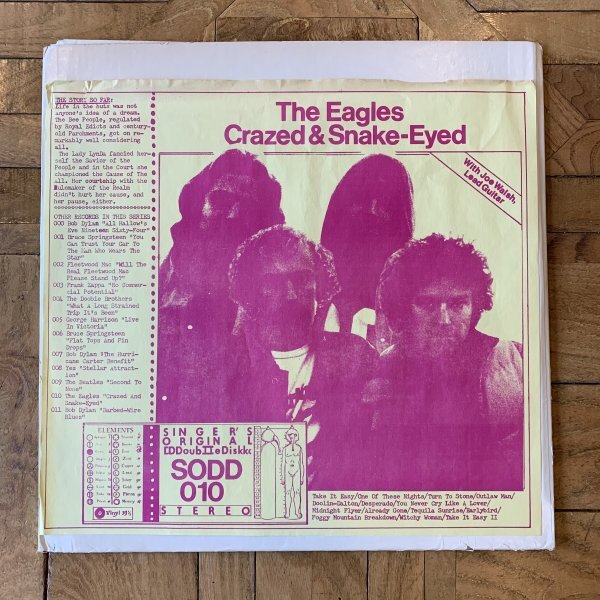 THE STORY SO FAR:
Life in the huts was not
anyone's idea of a dream.
The Bee People, regulated
by Royal Edicts and century-
old Parchments, got on re-
markably well considering
all.
The Lady Lynda fancied her-
self the Savior of the
People and in the Court she
championed the Cause of The
All. Her courtship with the
Rulemaker of the Realm
didn't hurt her cause, and
her pause, either.
OTHER RECORDS IN THIS SERIES
000 Bob Dylan "All Hallow's
Eve Nineteen Sixty-Four"
001 Bruce Springsteen "You
Can Trust Your Car To
The Man Who Wears The
Star"
002 Fleetwood Mac "Will The
Real Fleetwood Mac
Please Stand Up?"
003 Frank Zappa "No Commer-
cial Potential"
004 The Doobie Brothers
"What a Long Strained
Trip It's Been"
005 George Harrison "Live
In Victoria"
006 Bruce Springsteen
"Flat Tops and Pin
Drops"
007 Bob Dylan "The Hurri-
cane Carter Benefit"
008 Yes "Stellar Attract-
ion"
009 The Beatles "Second To
None"
010 The Eagles "Crazed And
Snake-Eyed"
011 Bob Dylan "Barbed-Wire
Blues"
The Eagles
Crazed & Snake-Eyed
With Joe Walsh,
Lead Guitar
ELEMENTS
Vinyl 33⅓
SINGER'S
ORIGINAL
DDoubIIeDiskk
SODD
010
STEREO
Take It Easy/One Of These Nights/Turn To Stone/Outlaw Man/
Doolin-Dalton/Desperado/You Never Cry Like A Lover/
Midnight Flyer/Already Gone/Tequila Sunrise/Earlybird/
Foggy Mountain Breakdown/Witchy Woman/Take It Easy II